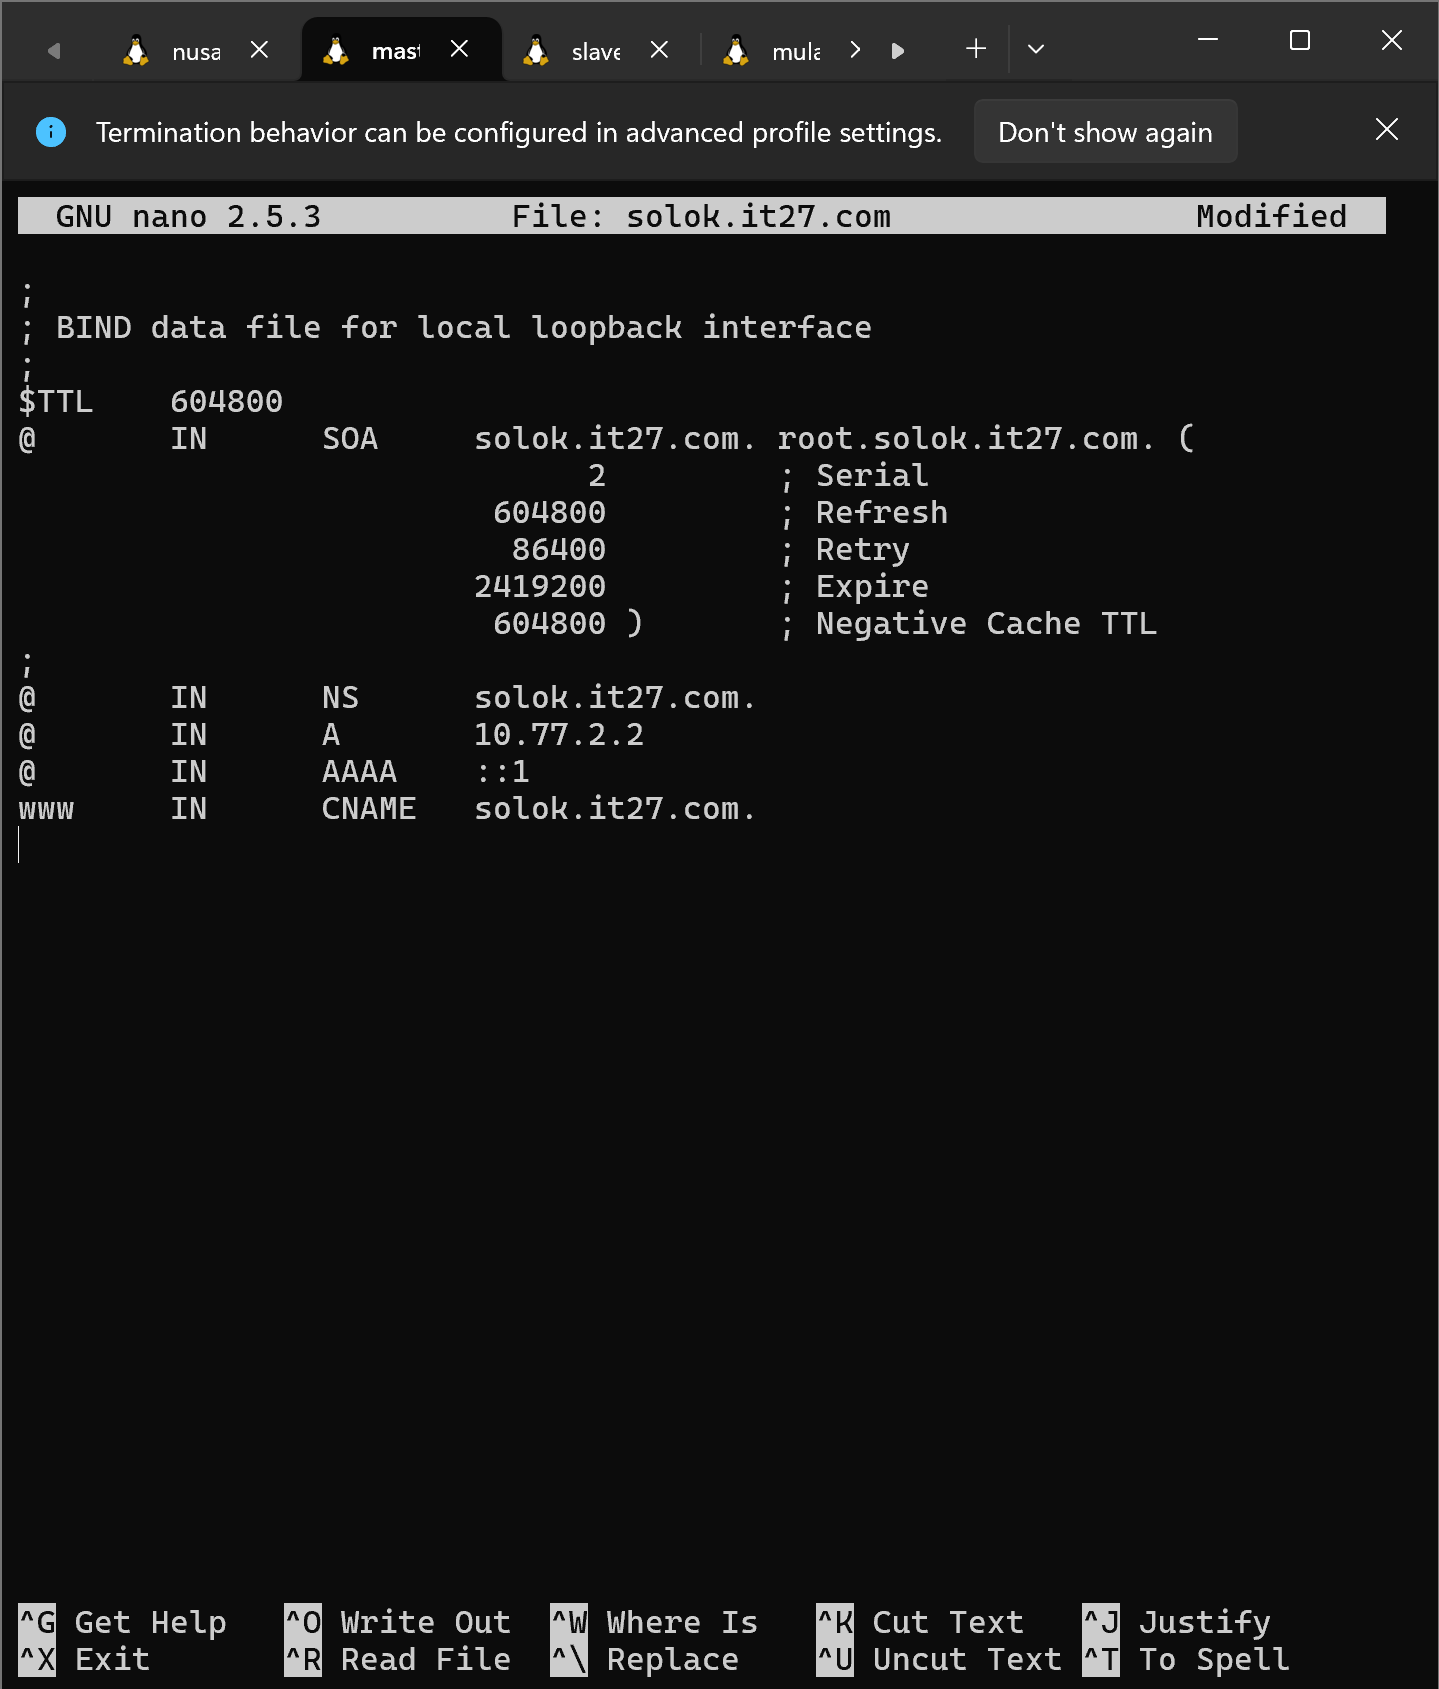 nusa mast slave mula
Termination behavior can be configured in advanced profile settings. Don't show again
GNU nano 2.5.3 File: solok.it27.com Modified
;
; BIND data file for local loopback interface
;
$TTL 604800
@ IN SOA solok.it27.com. root.solok.it27.com. (
2 ; Serial
604800 ; Refresh
86400 ; Retry
2419200 ; Expire
604800 ) ; Negative Cache TTL
;
@ IN NS solok.it27.com.
@ IN A 10.77.2.2
@ IN AAAA ::1
www IN CNAME solok.it27.com.
^G Get Help ^O Write Out ^W Where Is ^K Cut Text ^J Justify
^X Exit ^R Read File ^\ Replace ^U Uncut Text ^T To Spell